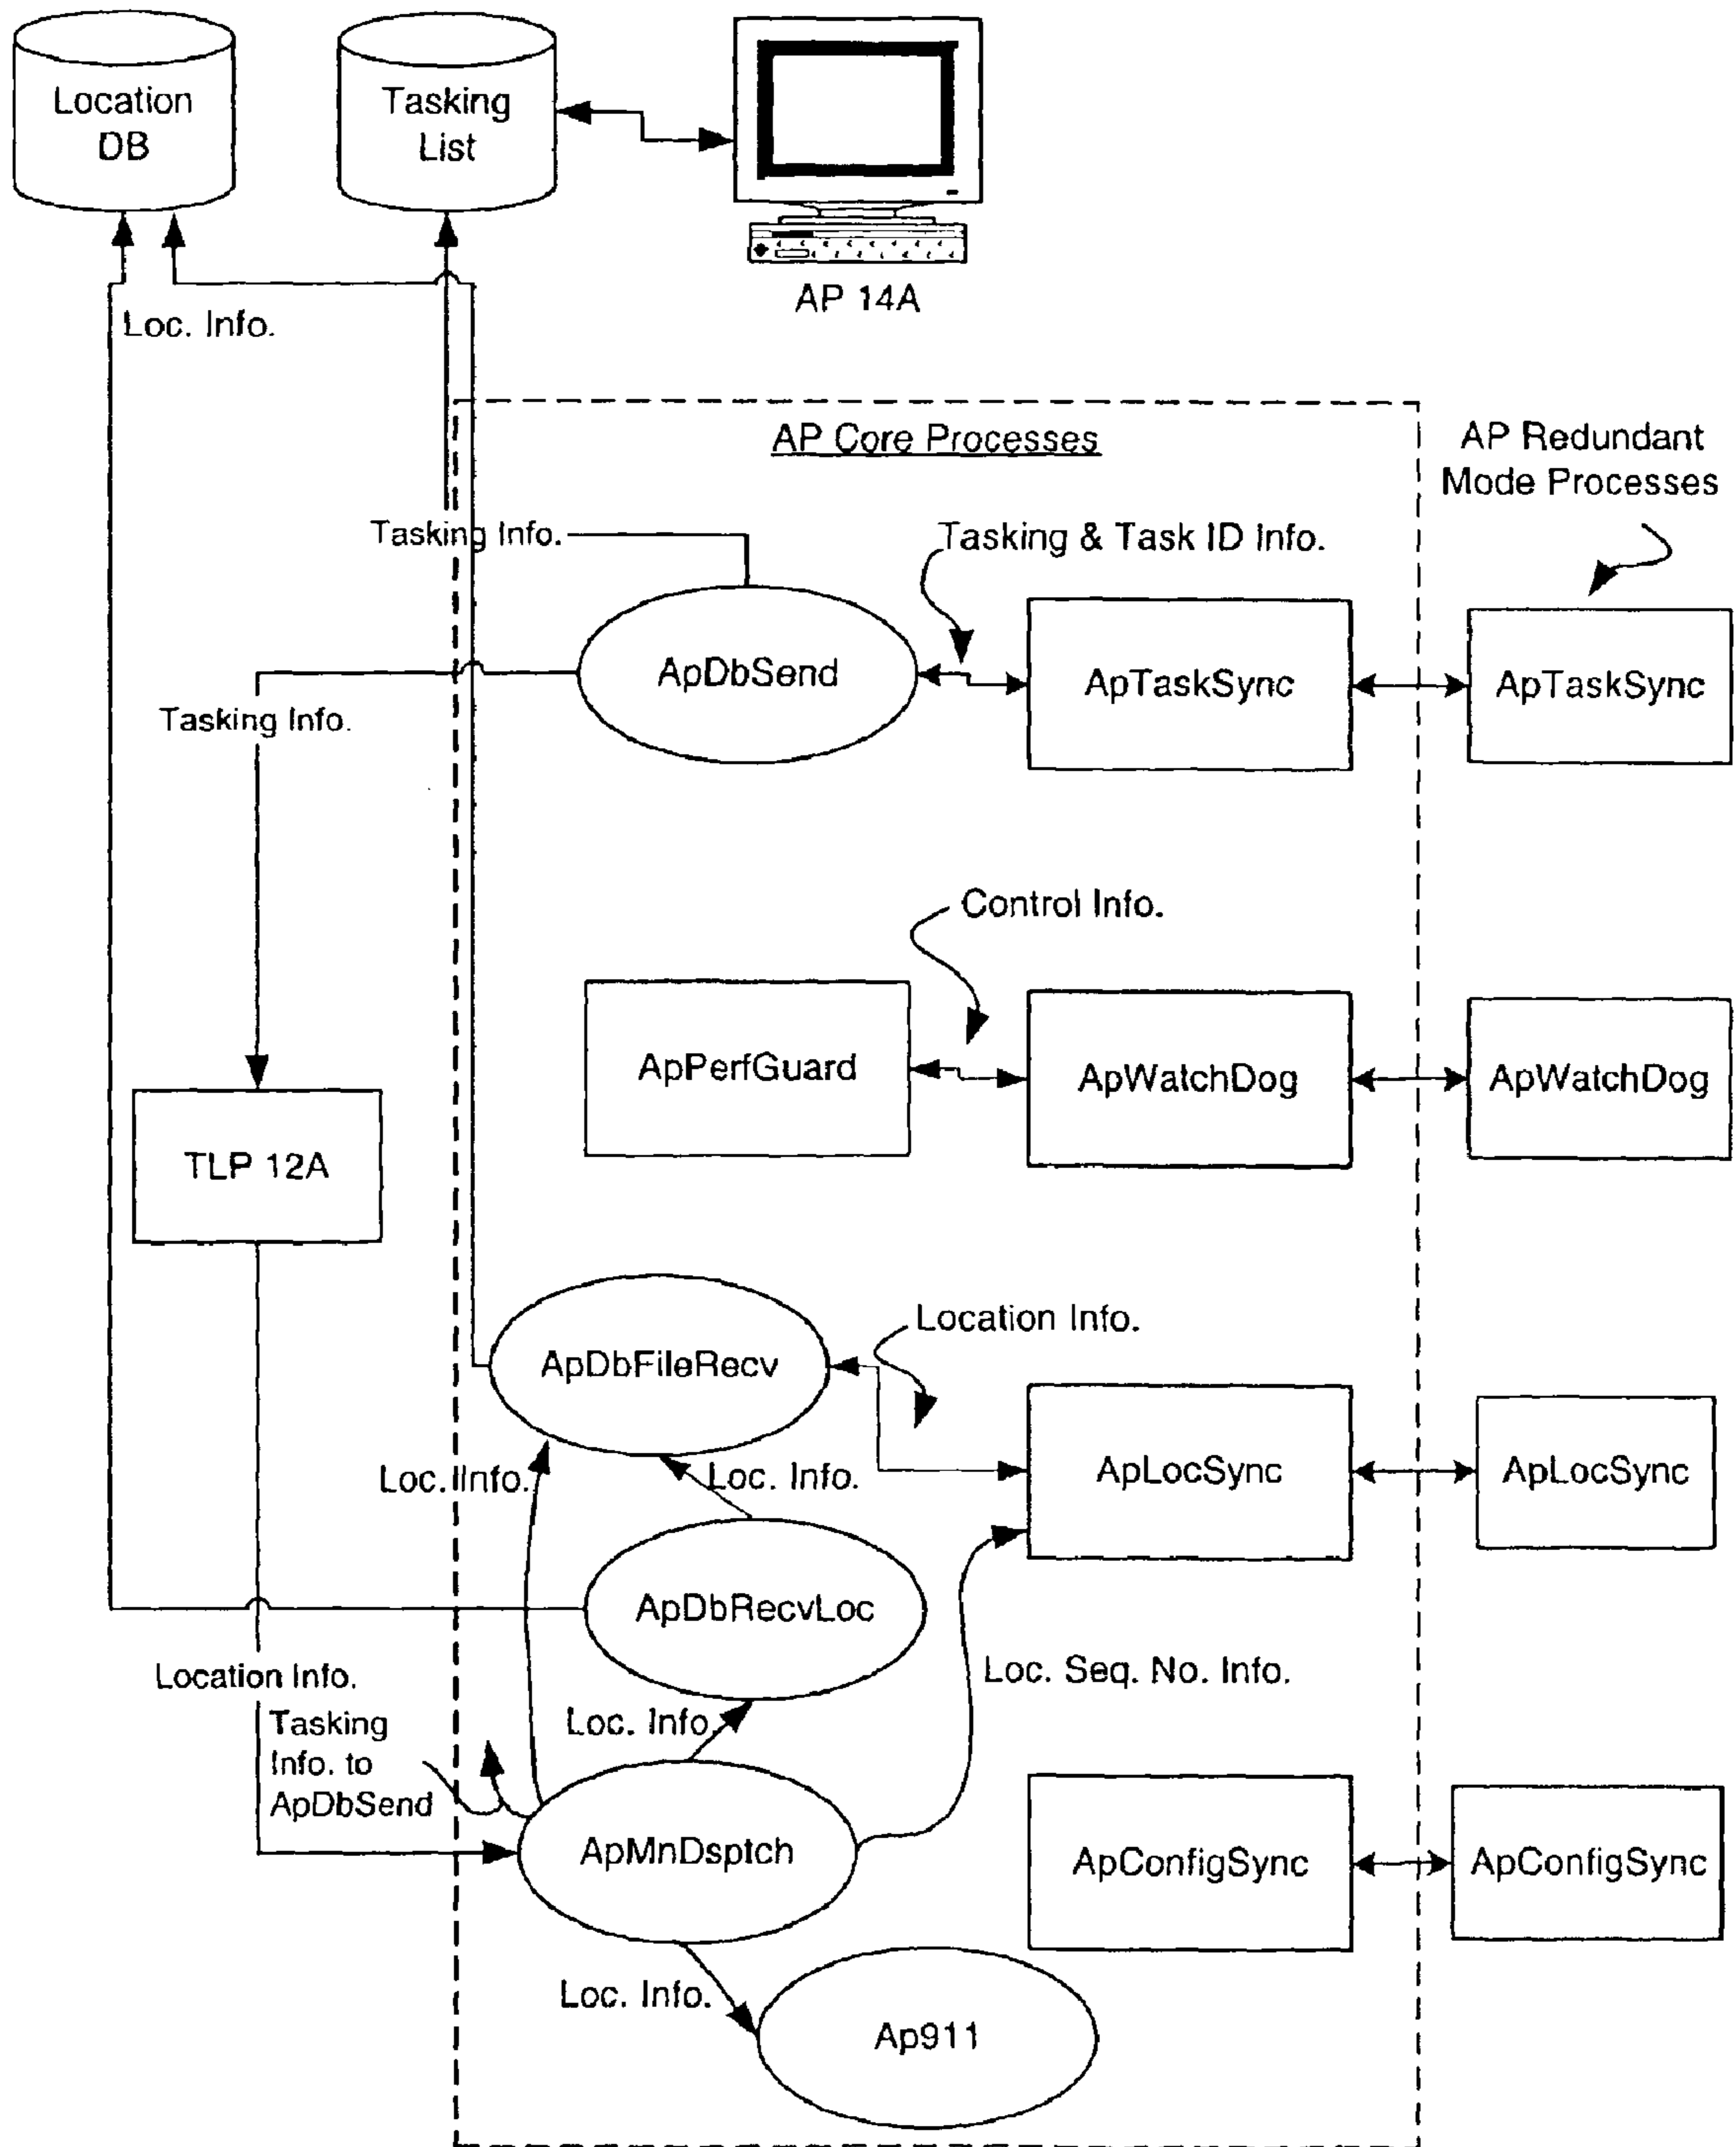 Location
DB
Tasking
List
AP 14A
Loc. Info.
AP Core Processes
AP Redundant
Mode Processes
Tasking Info.
Tasking & Task ID Info.
ApDbSend
ApTaskSync
ApTaskSync
Tasking Info.
Control Info.
ApPerfGuard
ApWatchDog
ApWatchDog
TLP 12A
Location Info.
ApDbFileRecv
Loc. Info.
Loc. Info.
ApLocSync
ApLocSync
ApDbRecvLoc
Location Info.
Loc. Seq. No. Info.
Tasking
Info. to
ApDbSend
Loc. Info.
ApMnDsptch
ApConfigSync
ApConfigSync
Loc. Info.
Ap911